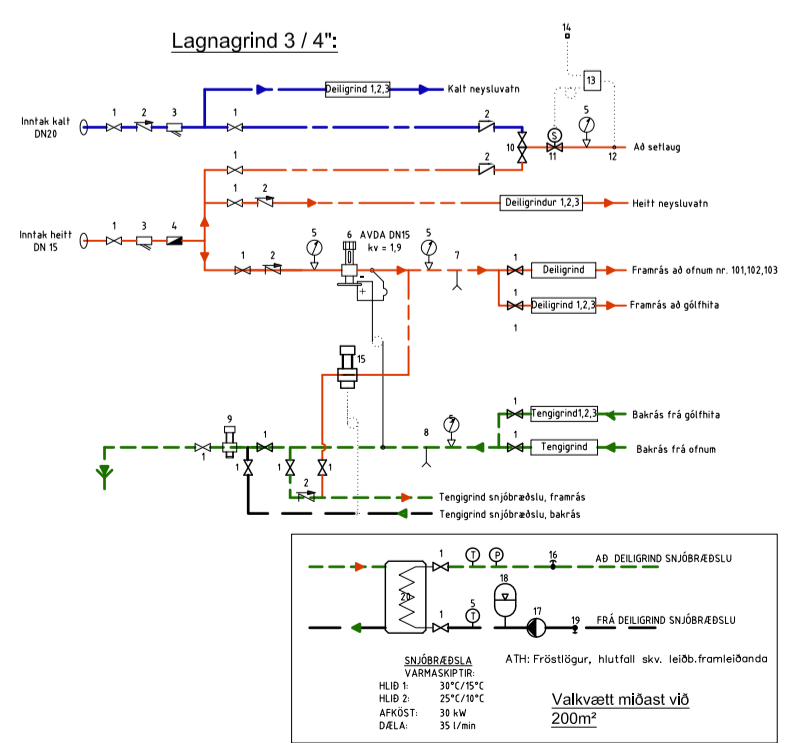 Lagnagrind 3 / 4":
14
13
Deiligrind 1,2,3
Kalt neysluvatn
1 2 3 1 2 5
Inntak kalt
DN20
10
S
11
12
Að setlaug
1 2
1 2
Deiligrindur 1,2,3
Heitt neysluvatn
Inntak heitt
DN 15
1 3 4
5 6 AVDA DN15
kv = 1,9
5
1 2 7 1
Deiligrind
Framrás að ofnum nr. 101,102,103
Deiligrind 1,2,3
Framrás að gólfhita
1
15
1
Tengigrind1,2,3
Bakrás frá gólfhita
9 1 8 5 1
Tengigrind
Bakrás frá ofnum
1
1 1 2 1
Tengigrind snjóbræðslu, framrás
Tengigrind snjóbræðslu, bakrás
1 T P 16
AÐ DEILIGRIND SNJÓBRÆÐSLU
20
18
1 5 T 17 19
FRÁ DEILIGRIND SNJÓBRÆÐSLU
SNJÓBRÆÐSLA
VARMASKIPTIR:
HLIÐ 1: 30°C/15°C
HLIÐ 2: 25°C/10°C
AFKÖST: 30 kW
DÆLA: 35 l/min
ATH: Fröstlögur, hlutfall skv. leiðb.framleiðanda
Valkvætt miðast við
200m²